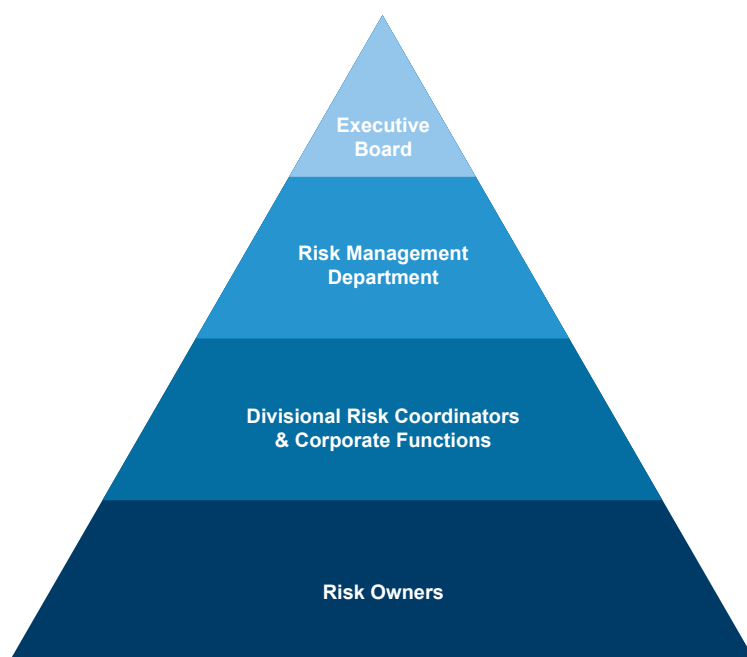 Executive
Board
Risk Management
Department
Divisional Risk Coordinators
& Corporate Functions
Risk Owners